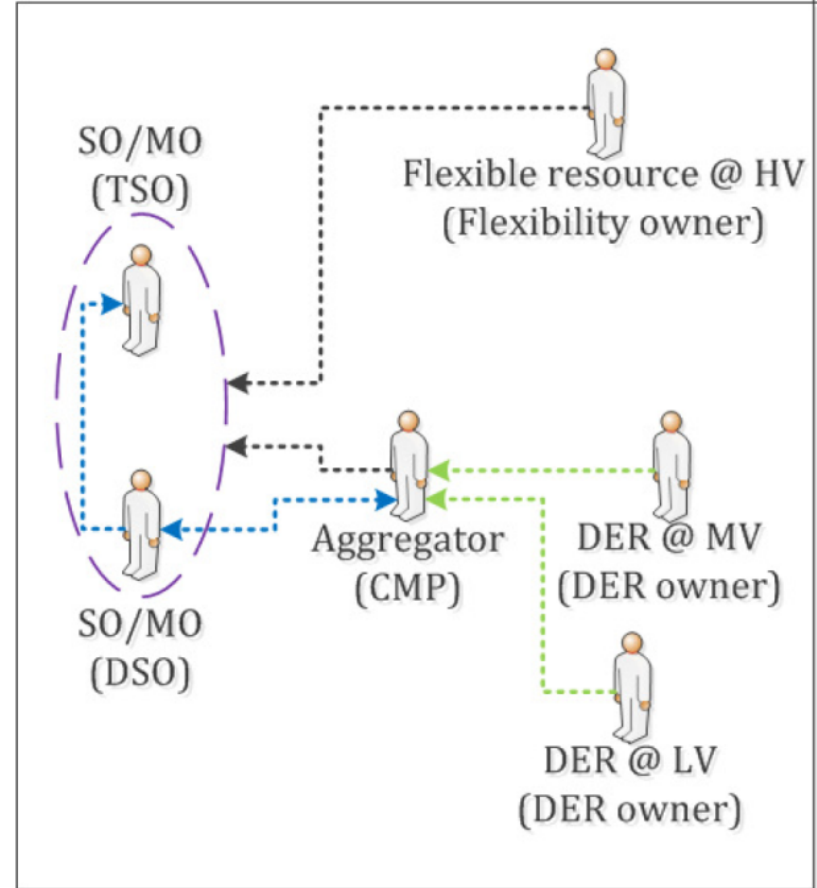 Flexible resource @ HV
(Flexibility owner)
SO/MO
(TSO)
Aggregator
(CMP)
DER @ MV
(DER owner)
SO/MO
(DSO)
DER @ LV
(DER owner)